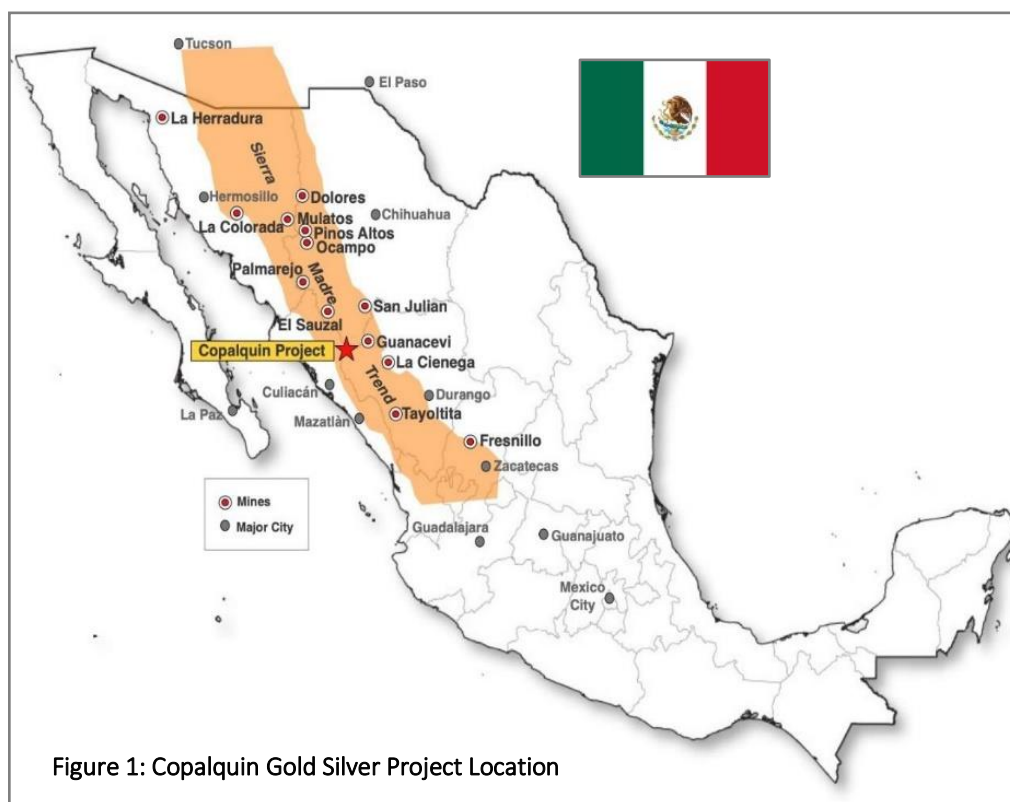 Tucson
El Paso
La Herradura
Sierra
Hermosillo
Dolores
Chihuahua
La Colorada
Mulatos
Pinos Altos
Ocampo
Palmarejo
Madre
San Julian
El Sauzal
Guanacevi
Copalquin Project
La Cienega
Trend
Culiacán
Durango
La Paz
Mazatlàn
Tayoltita
Fresnillo
Zacatecas
Mines
Major City
Guadalajara
Guanajuato
Mexico
City
Figure 1: Copalquin Gold Silver Project Location